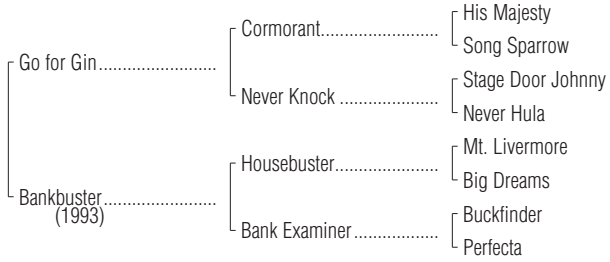 His Majesty
Cormorant
Song Sparrow
Go for Gin
Stage Door Johnny
Never Knock
Never Hula
Mt. Livermore
Housebuster
Big Dreams
Bankbuster
(1993)
Buckfinder
Bank Examiner
Perfecta